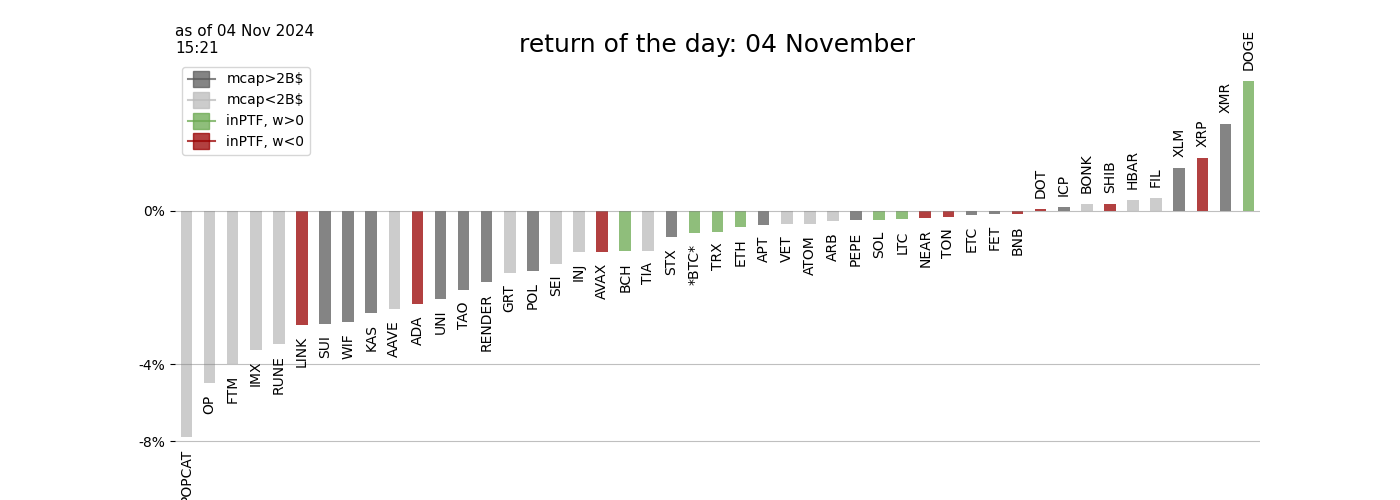 as of 04 Nov 2024
15:21
return of the day: 04 November
mcap>2B$
mcap<2B$
inPTF, w>0
inPTF, w<0
0%
-4%
-8%
POPCAT
OP
FTM
IMX
RUNE
LINK
SUI
WIF
KAS
AAVE
ADA
UNI
TAO
RENDER
GRT
POL
SEI
INJ
AVAX
BCH
TIA
STX
*BTC*
TRX
ETH
APT
VET
ATOM
ARB
PEPE
SOL
LTC
NEAR
TON
ETC
FET
BNB
DOT
ICP
BONK
SHIB
HBAR
FIL
XLM
XRP
XMR
DOGE